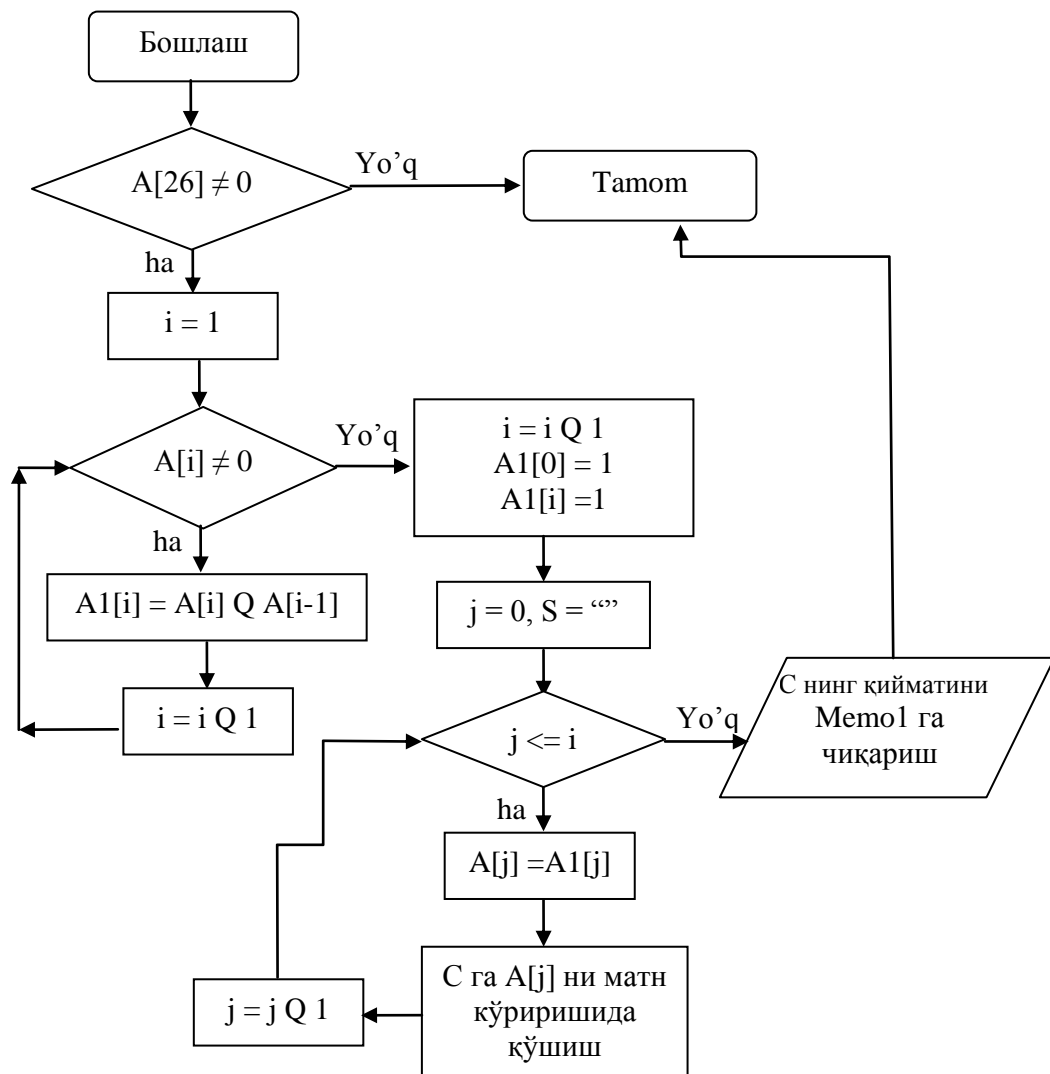 Бошлаш
A[26] ≠ 0
Yo’q
Tamom
ha
i = 1
A[i] ≠ 0
Yo’q
i = i Q 1
A1[0] = 1
A1[i] =1
ha
A1[i] = A[i] Q A[i-1]
i = i Q 1
j = 0, S = “”
j <= i
Yo’q
С нинг қийматини
Memo1 га
чиқариш
ha
A[j] =A1[j]
С га A[j] ни матн
кўриришида
қўшиш
j = j Q 1